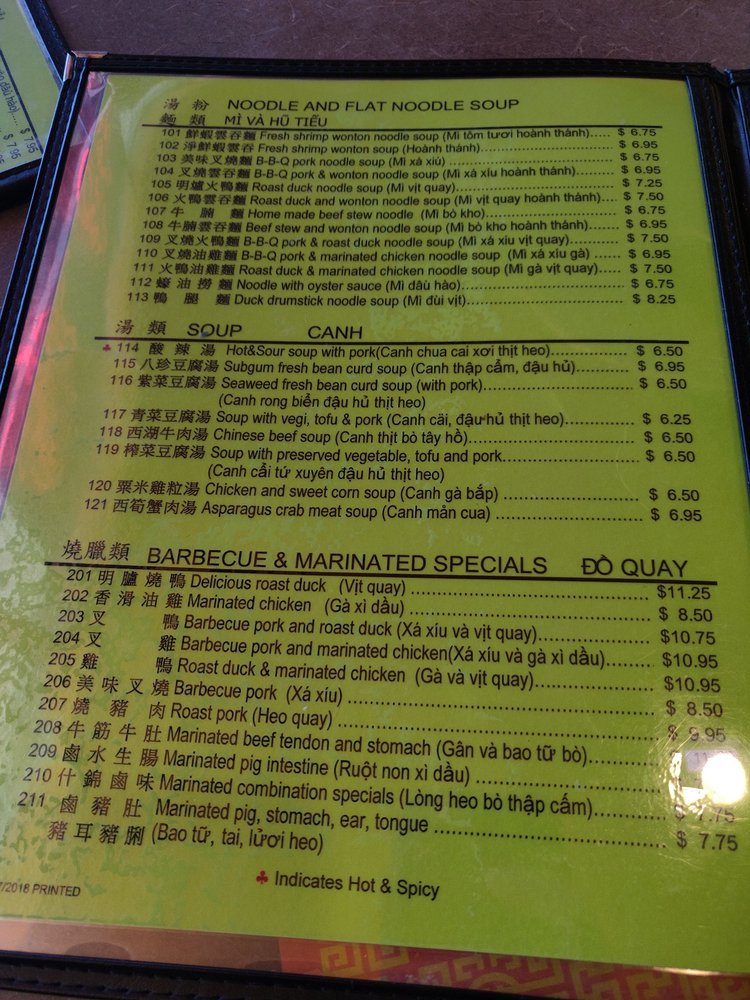 湯 粉 NOODLE AND FLAT NOODLE SOUP
麵 類 MÌ VÀ HŨ TIẾU
101 鮮蝦雲吞麵 Fresh shrimp wonton noodle soup (Mì tôm tươi hoành thánh)..... $ 6.75
102 淨鮮蝦雲吞 Fresh shrimp wonton soup (Hoành thánh)........ $ 6.95
103 美味叉燒麵 B-B-Q pork noodle soup (Mì xá xíú) ........ $ 6.75
104 叉燒雲吞麵 B-B-Q pork & wonton noodle soup (Mì xá xíu hoành thánh)........ $ 6.95
105 明爐火鴨麵 Roast duck noodle soup (Mì vịt quay)........ $ 7.25
106 火鴨雲吞麵 Roast duck and wonton noodle soup (Mì vịt quay hoành thánh).... $ 7.50
107 牛 腩 麵 Home made beef stew noodle (Mì bò kho)........ $ 6.75
108 牛腩雲吞麵 Beef stew and wonton noodle soup (Mì bò kho hoành thánh)........ $ 6.95
109 叉燒火鴨麵 B-B-Q pork & roast duck noodle soup (Mì xá xíu vịt quay)........ $ 7.50
110 叉燒油雞麵 B-B-Q pork & marinated chicken noodle soup (Mì xá xíu gà) ...... $ 6.95
111 火鴨油雞麵 Roast duck & marinated chicken noodle soup (Mì gà vịt quay)...... $ 7.50
112 蠔 油 撈 麵 Noodle with oyster sauce (Mì dâù hào)........ $ 6.75
113 鴨 腿 麵 Duck drumstick noodle soup (Mì đùi vịt)........ $ 8.25
湯 類 SOUP CANH
♣ 114 酸 辣 湯 Hot&Sour soup with pork(Canh chua cai xơi thịt heo)........ $ 6.50
115 八珍豆腐湯 Subgum fresh bean curd soup (Canh thập cẩm, đậu hủ)........ $ 6.95
116 紫菜豆腐湯 Seaweed fresh bean curd soup (with pork)........ $ 6.50
(Canh rong biển đậu hủ thịt heo)
117 青菜豆腐湯 Soup with vegi, tofu & pork (Canh cãi, đậu hủ thịt heo)........ $ 6.25
118 西湖牛肉湯 Chinese beef soup (Canh thịt bò tây hồ)........ $ 6.50
119 榨菜豆腐湯 Soup with preserved vegetable, tofu and pork........ $ 6.50
(Canh cải tứ xuyên đậu hủ thịt heo)
120 粟米雞粒湯 Chicken and sweet corn soup (Canh gà bắp) ........ $ 6.50
121 西筍蟹肉湯 Asparagus crab meat soup (Canh mản cua) ........ $ 6.95
燒臘類 BARBECUE & MARINATED SPECIALS ĐÒ QUAY
201 明 臚 燒 鴨 Delicious roast duck (Vịt quay) ........ $11.25
202 香 滑 油 雞 Marinated chicken (Gà xì dầu) ........ $ 8.50
203 叉 鴨 Barbecue pork and roast duck (Xá xíu và vịt quay)........ $10.75
204 叉 雞 Barbecue pork and marinated chicken(Xá xíu và gà xì dầu)........ $10.95
205 雞 鴨 Roast duck & marinated chicken (Gà và vịt quay)........ $10.95
206 美 味 叉 燒 Barbecue pork (Xá xíu) ........ $ 8.50
207 燒 豬 肉 Roast pork (Heo quay) ........ $ 9.95
208 牛 筋 牛 肚 Marinated beef tendon and stomach (Gân và bao tữ bò)........ $
209 鹵 水 生 腸 Marinated pig intestine (Ruột non xì dầu) ........
210 什 錦 鹵 味 Marinated combination specials (Lòng heo bò thập cẩm)........ $ 7.75
211 鹵 豬 肚 Marinated pig, stomach, ear, tongue ........ $ 7.75
豬 耳 豬 脷 (Bao tữ, tai, lưỡi heo)
♣ Indicates Hot & Spicy
7/2016 PRINTED